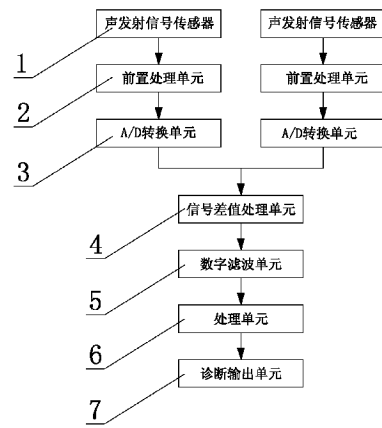 声发射信号传感器 声发射信号传感器
1
前置处理单元 前置处理单元
2
A/D转换单元 A/D转换单元
3
信号差值处理单元
4
数字滤波单元
5
处理单元
6
诊断输出单元
7